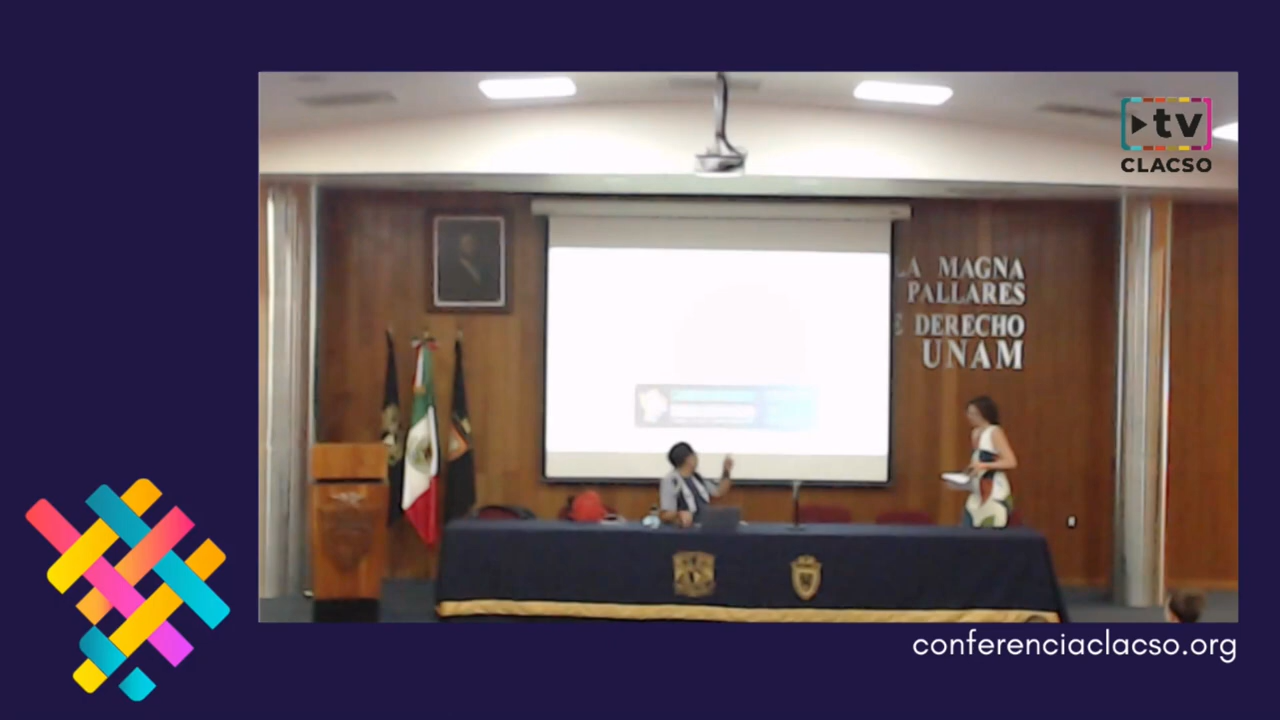 tv
CLACSO
LA MAGNA
PALLARES
DERECHO
UNAM
conferenciaclacso.org